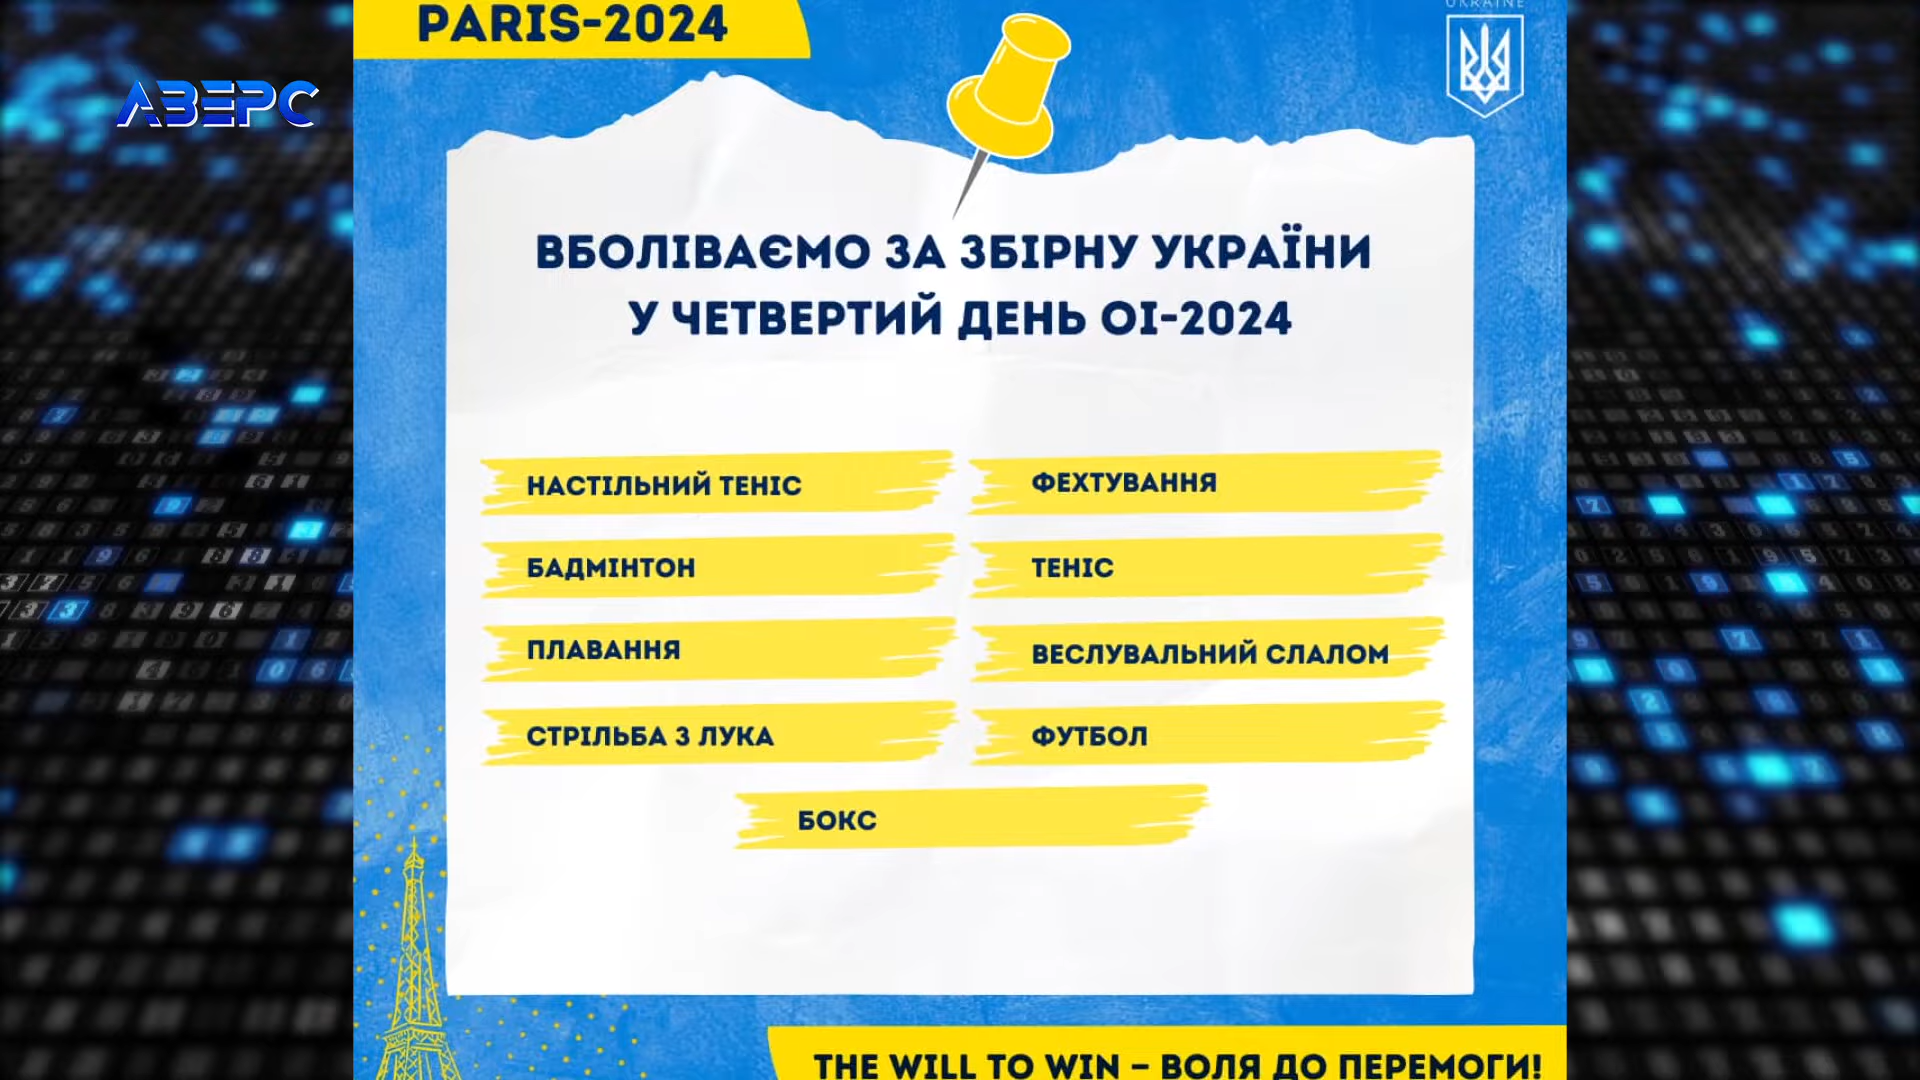 PARIS-2024
UKRAINE
АВЕРС
ВБОЛІВАЄМО ЗА ЗБІРНУ УКРАЇНИ
У ЧЕТВЕРТИЙ ДЕНЬ ОІ-2024
НАСТІЛЬНИЙ ТЕНІС
ФЕХТУВАННЯ
БАДМІНТОН
ТЕНІС
ПЛАВАННЯ
ВЕСЛУВАЛЬНИЙ СЛАЛОМ
СТРІЛЬБА З ЛУКА
ФУТБОЛ
БОКС
THE WILL TO WIN – ВОЛЯ ДО ПЕРЕМОГИ!